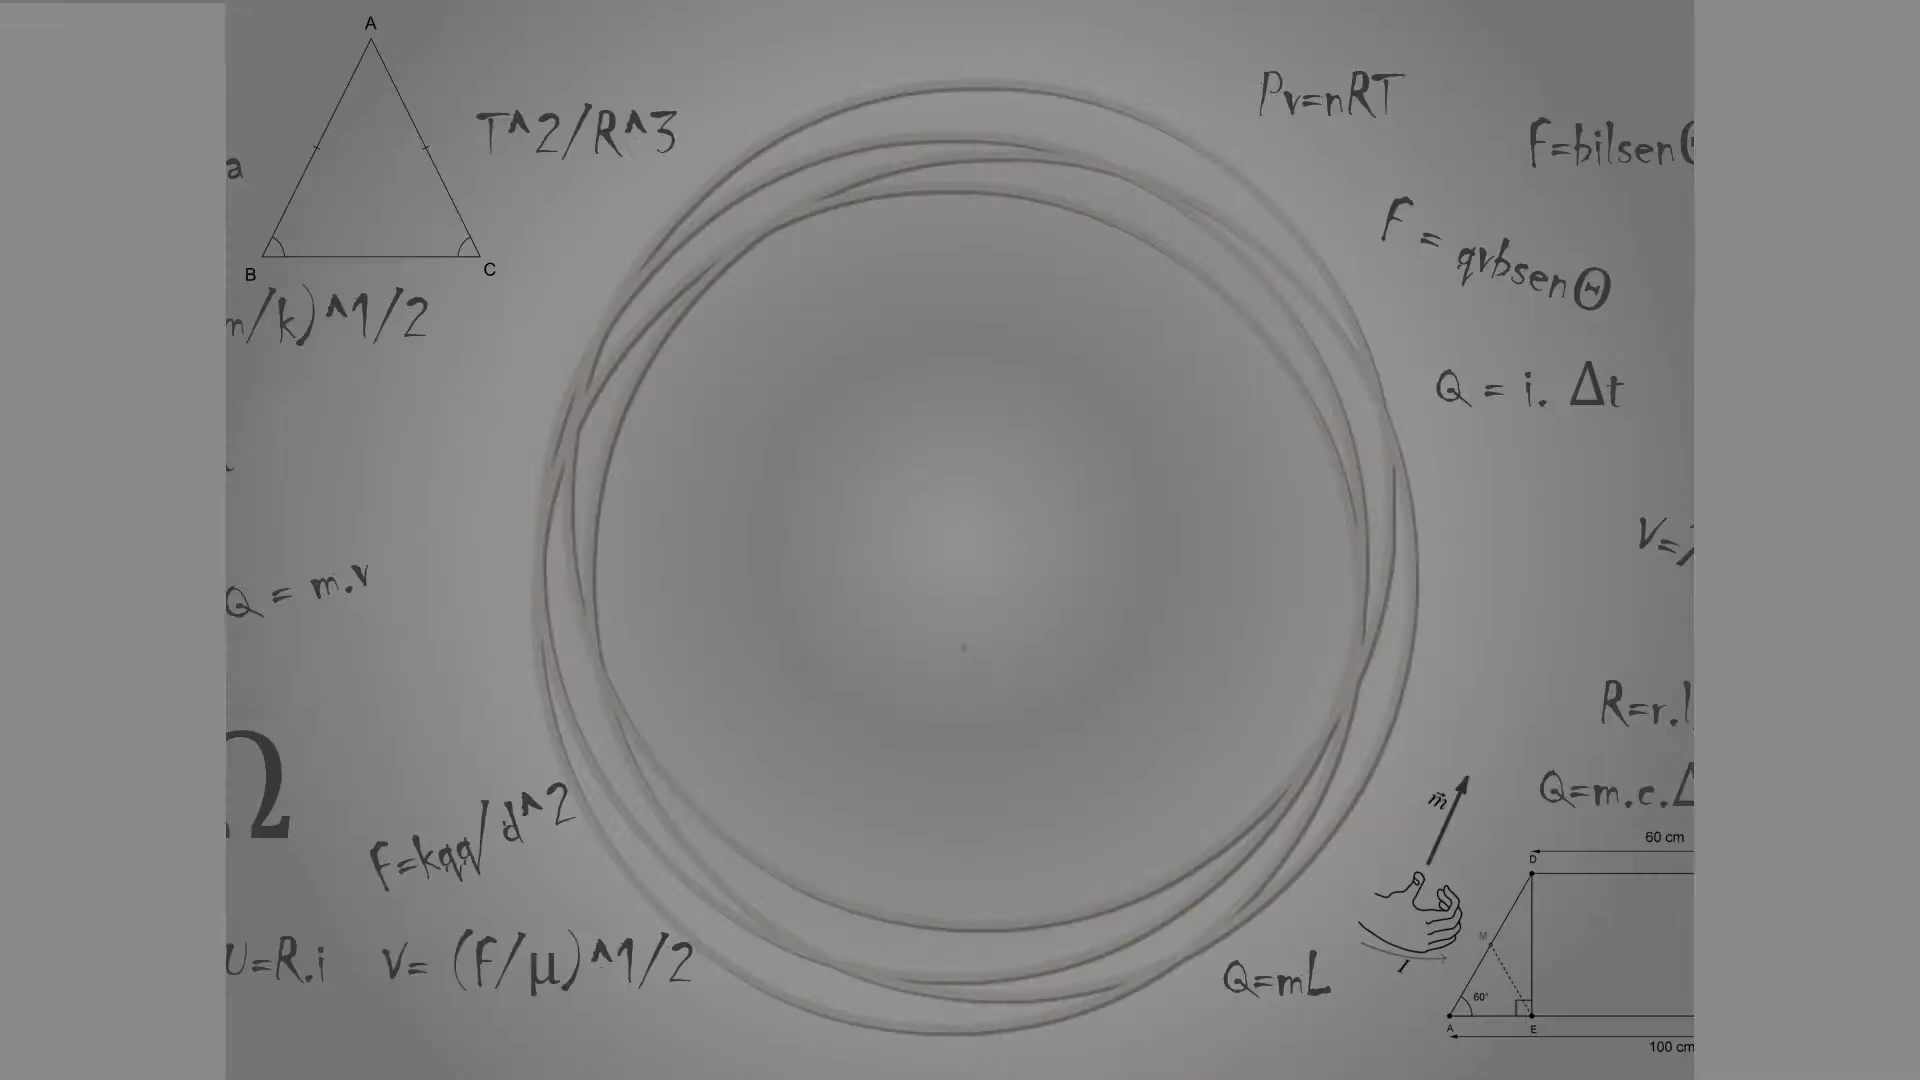 A
T^2/R^3
Pv=nRT
F=bilsen
a
B
C
F = qvbsenΘ
n/k)^1/2
Q = i. Δt
V=
Q = m.v
R=r.l
Ω
m
Q=m.c.Δ
F=kqq/d^2
60 cm
D
M
U=R.i
V= (F/μ)^1/2
I
Q=mL
60°
A
E
100 cm